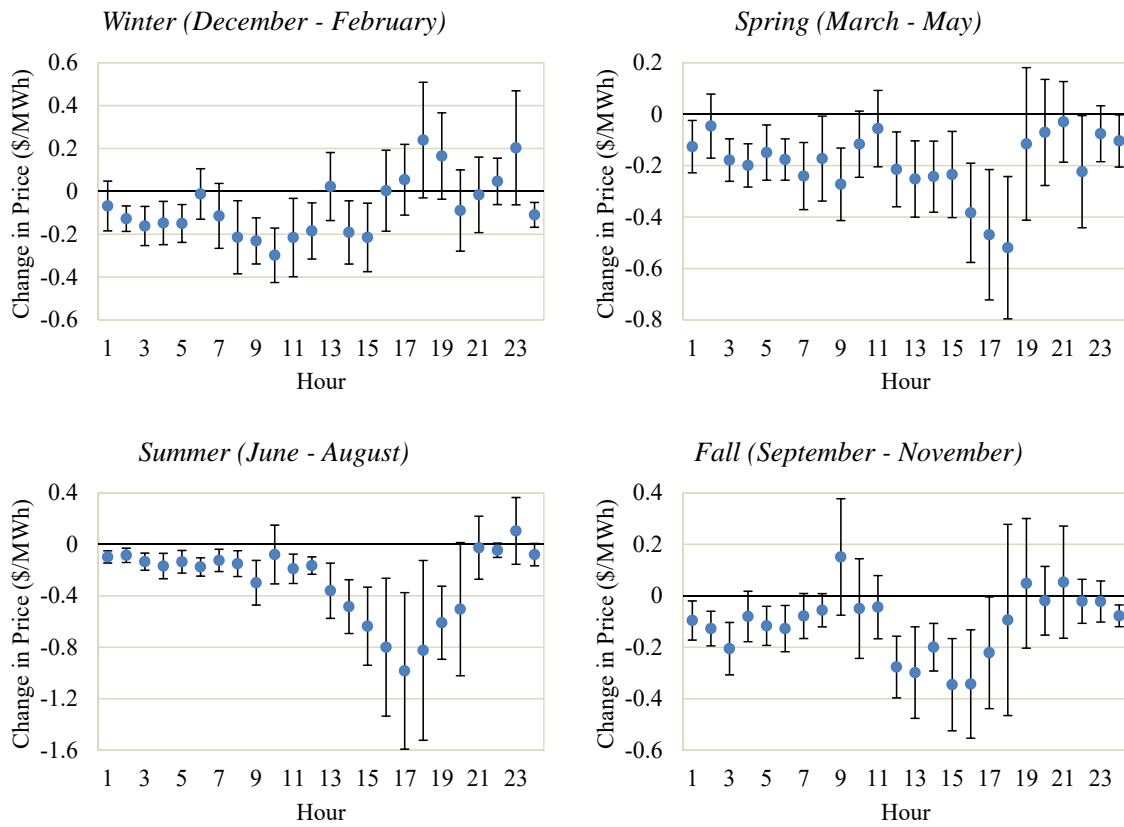 Winter (December - February)
Change in Price ($/MWh)
0.6
0.4
0.2
0
-0.2
-0.4
-0.6
1 3 5 7 9 11 13 15 17 19 21 23
Hour
Spring (March - May)
Change in Price ($/MWh)
0.2
0
-0.2
-0.4
-0.6
-0.8
1 3 5 7 9 11 13 15 17 19 21 23
Hour
Summer (June - August)
Change in Price ($/MWh)
0.4
0
-0.4
-0.8
-1.2
-1.6
1 3 5 7 9 11 13 15 17 19 21 23
Hour
Fall (September - November)
Change in Price ($/MWh)
0.4
0.2
0
-0.2
-0.4
-0.6
1 3 5 7 9 11 13 15 17 19 21 23
Hour